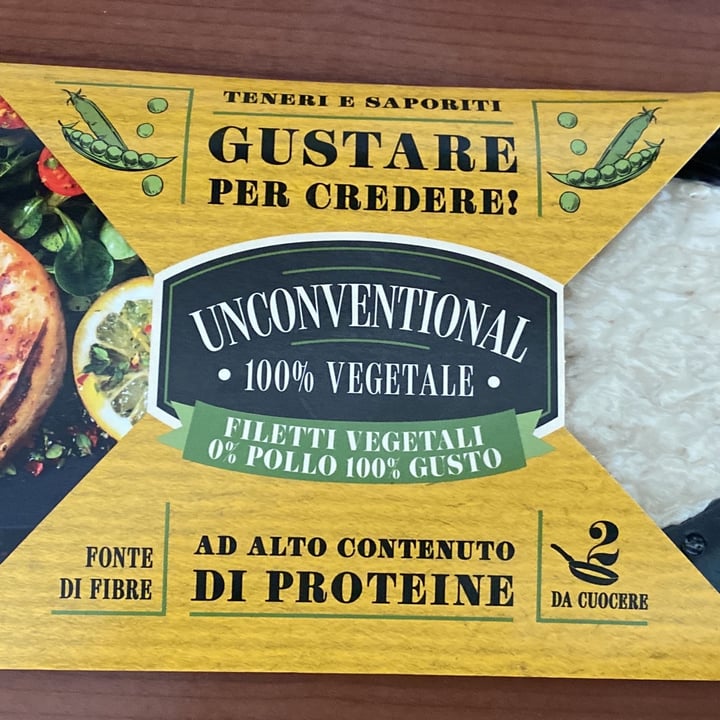 TENERI E SAPORITI
GUSTARE
PER CREDERE!
UNCONVENTIONAL
• 100% VEGETALE •
FILETTI VEGETALI
0% POLLO 100% GUSTO
FONTE
DI FIBRE
AD ALTO CONTENUTO
DI PROTEINE
2
DA CUOCERE